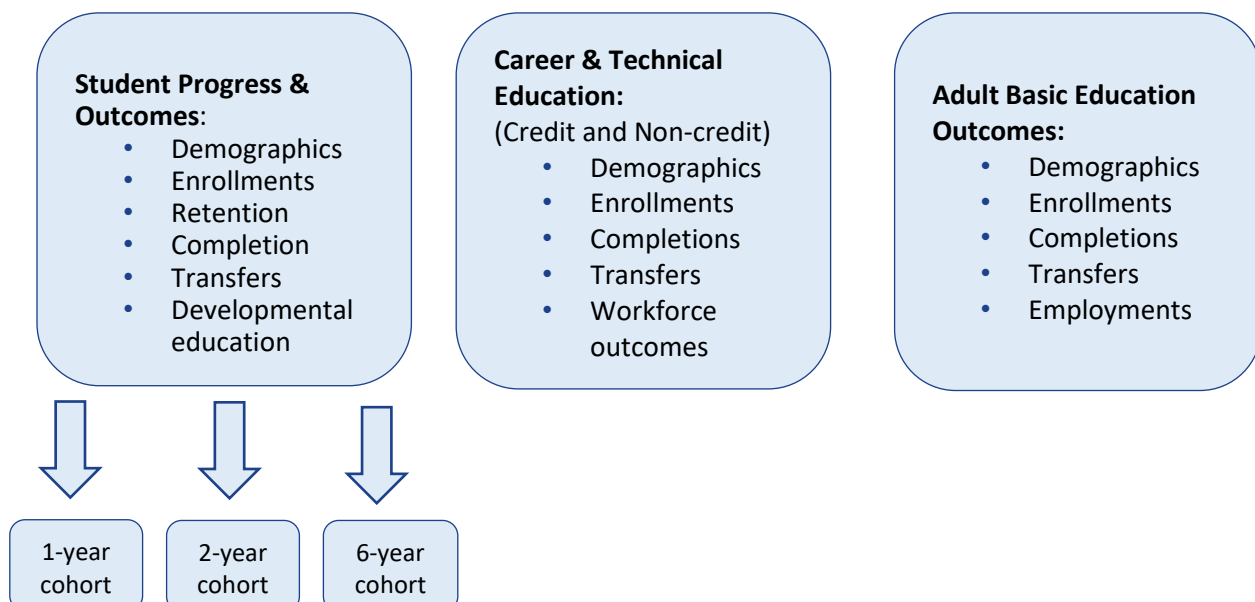 Student Progress &
Outcomes:
• Demographics
• Enrollments
• Retention
• Completion
• Transfers
• Developmental
education
Career & Technical
Education:
(Credit and Non-credit)
• Demographics
• Enrollments
• Completions
• Transfers
• Workforce
outcomes
Adult Basic Education
Outcomes:
• Demographics
• Enrollments
• Completions
• Transfers
• Employments
1-year
cohort
2-year
cohort
6-year
cohort